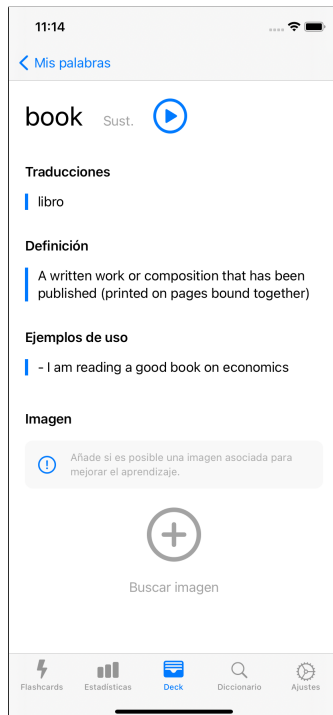 11:14
Mis palabras
book Sust.
Traducciones
libro
Definición
A written work or composition that has been
published (printed on pages bound together)
Ejemplos de uso
- I am reading a good book on economics
Imagen
Añade si es posible una imagen asociada para
mejorar el aprendizaje.
Buscar imagen
Flashcards Estadísticas Deck Diccionario Ajustes